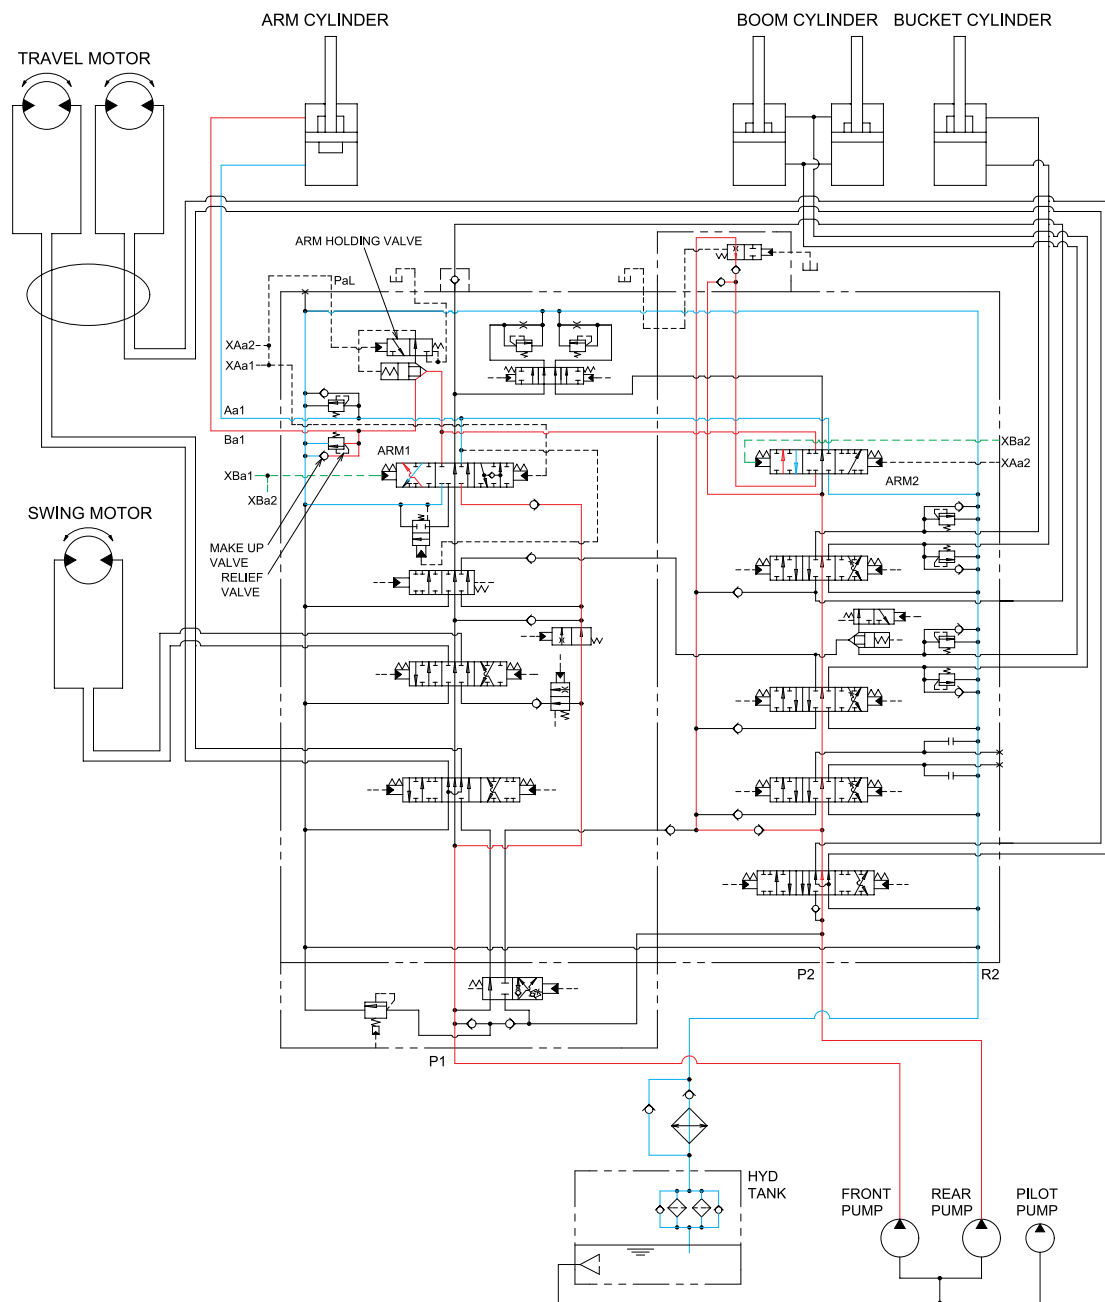 ARM CYLINDER
BOOM CYLINDER
BUCKET CYLINDER
TRAVEL MOTOR
ARM HOLDING VALVE
PaL
XAa2
XAa1
Aa1
Ba1
ARM1
XBa1
XBa2
XBa2
XAa2
ARM2
SWING MOTOR
MAKE UP
VALVE
RELIEF
VALVE
P2
R2
P1
HYD
TANK
FRONT
PUMP
REAR
PUMP
PILOT
PUMP